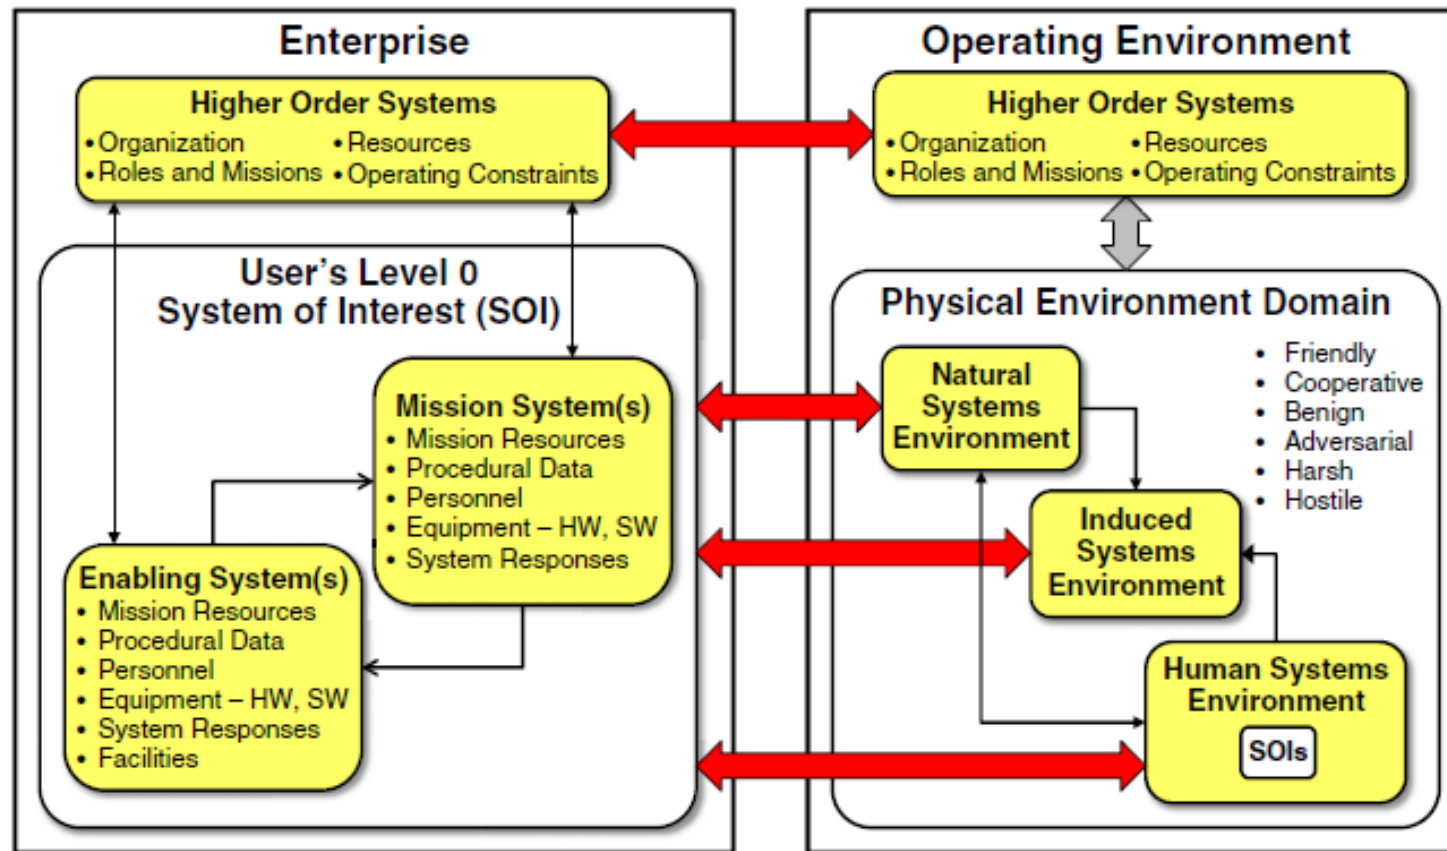 Enterprise
Higher Order Systems
• Organization
• Resources
• Roles and Missions
• Operating Constraints
User’s Level 0
System of Interest (SOI)
Mission System(s)
• Mission Resources
• Procedural Data
• Personnel
• Equipment – HW, SW
• System Responses
Enabling System(s)
• Mission Resources
• Procedural Data
• Personnel
• Equipment – HW, SW
• System Responses
• Facilities
Operating Environment
Higher Order Systems
• Organization
• Resources
• Roles and Missions
• Operating Constraints
Physical Environment Domain
• Friendly
• Cooperative
• Benign
• Adversarial
• Harsh
• Hostile
Natural
Systems
Environment
Induced
Systems
Environment
Human Systems
Environment
SOIs